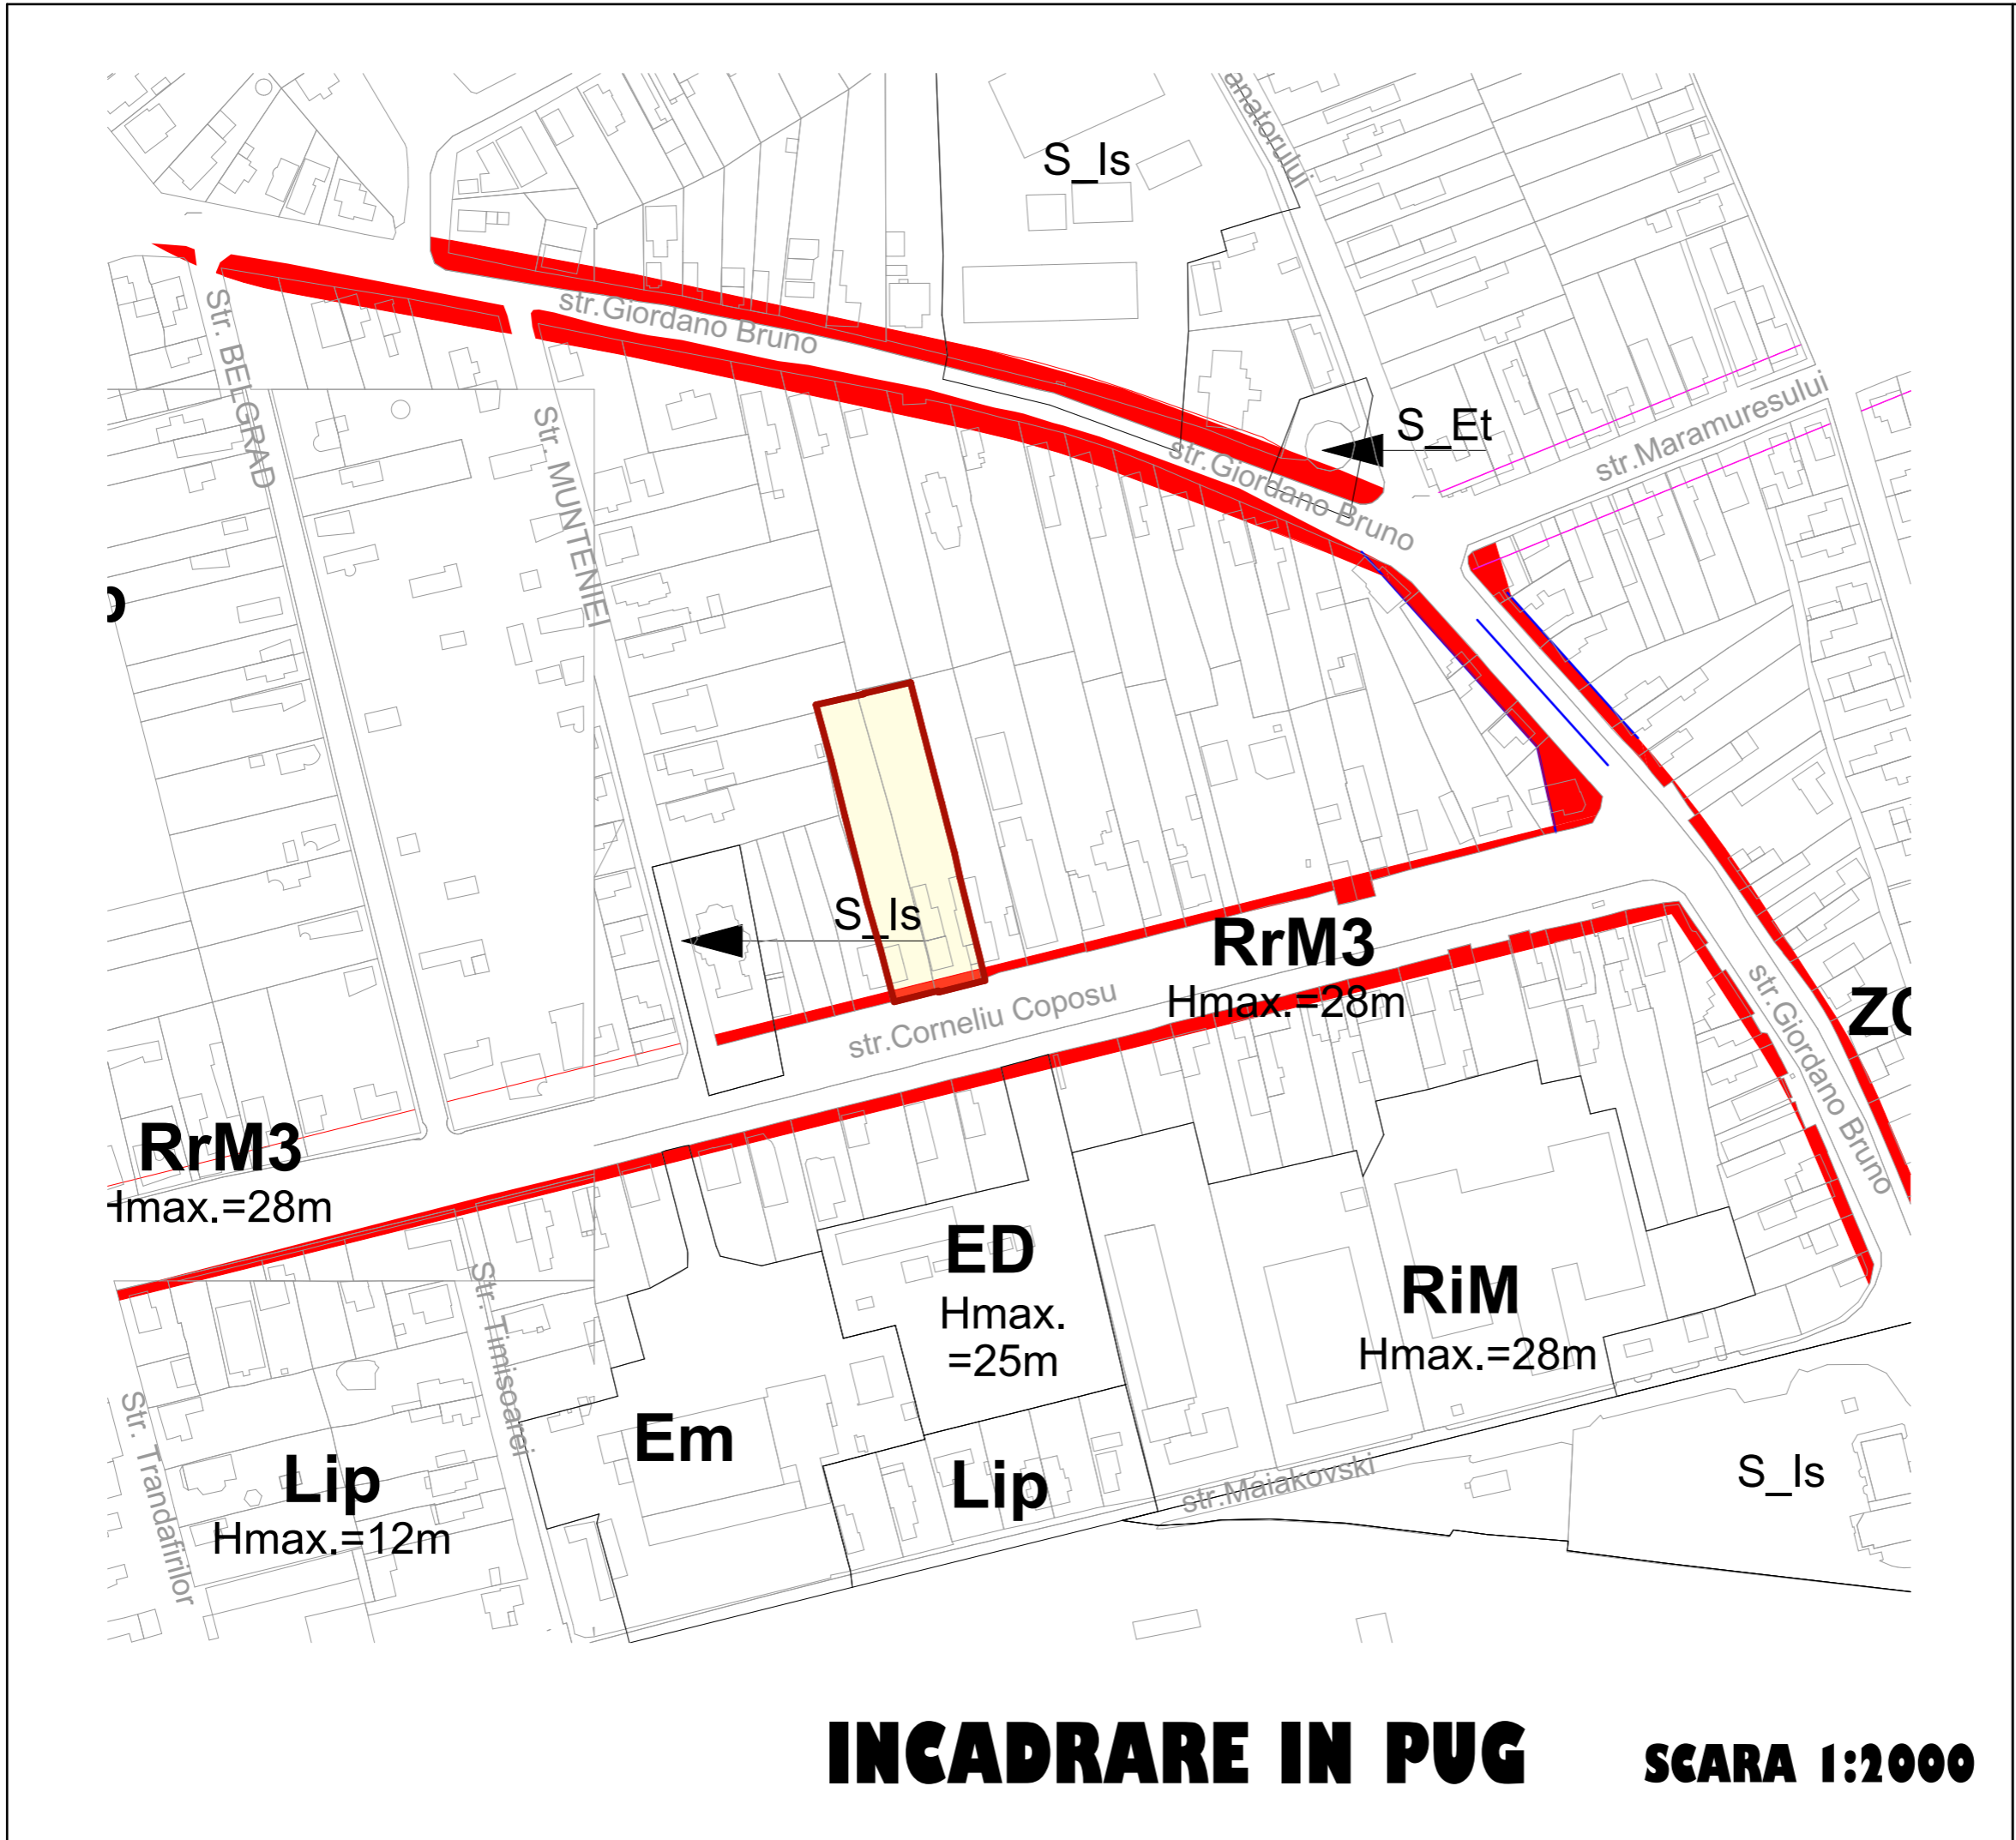 S_Is
str.Giordano Bruno
Str. BELGRAD
Str. MUNTENIEI
S_Et
str.Maramuresului
str.Giordano Bruno
S_Is
RrM3
Hmax.=28m
str.Corneliu Coposu
str.Giordano Bruno
RrM3
Hmax.=28m
ED
Hmax.
=25m
RiM
Hmax.=28m
Str. Timisoarei
Str. Trandafirilor
Em
Lip
Hmax.=12m
Lip
str.Maiakovski
S_Is
INCADRARE IN PUG
SCARA 1:2000